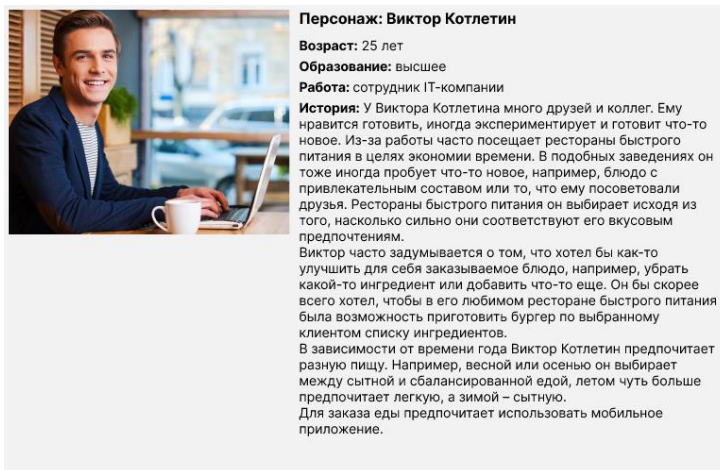 Персонаж: Виктор Котлетин
Возраст: 25 лет
Образование: высшее
Работа: сотрудник IT-компании
История: У Виктора Котлетина много друзей и коллег. Ему
нравится готовить, иногда экспериментирует и готовит что-то
новое. Из-за работы часто посещает рестораны быстрого
питания в целях экономии времени. В подобных заведениях он
тоже иногда пробует что-то новое, например, блюдо с
привлекательным составом или то, что ему посоветовали
друзья. Рестораны быстрого питания он выбирает исходя из
того, насколько сильно они соответствуют его вкусовым
предпочтениям.
Виктор часто задумывается о том, что хотел бы как-то
улучшить для себя заказываемое блюдо, например, убрать
какой-то ингредиент или добавить что-то еще. Он бы скорее
всего хотел, чтобы в его любимом ресторане быстрого питания
была возможность приготовить бургер по выбранному
клиентом списку ингредиентов.
В зависимости от времени года Виктор Котлетин предпочитает
разную пищу. Например, весной или осенью он выбирает
между сытной и сбалансированной едой, летом чуть больше
предпочитает легкую, а зимой – сытную.
Для заказа еды предпочитает использовать мобильное
приложение.